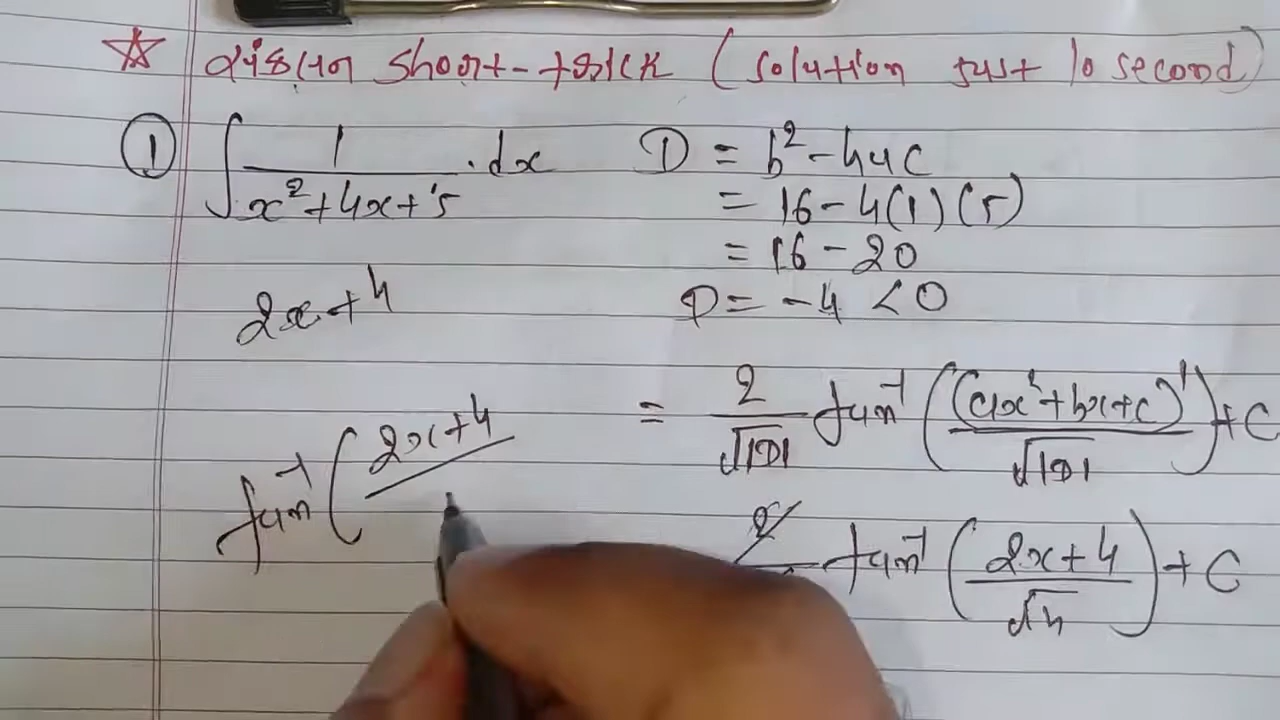 ☆ સંકલન short-trick (solution just 10 second)
① ∫ 1/(x²+4x+5) · dx
D = b² - 4ac
= 16 - 4(1)(5)
= 16 - 20
D = -4 < 0
2x+4
= 2/√|D| tan⁻¹ ((ax²+bx+c)'/√|D|) + C
tan⁻¹ (2x+4
2 tan⁻¹ (2x+4/√4) + C